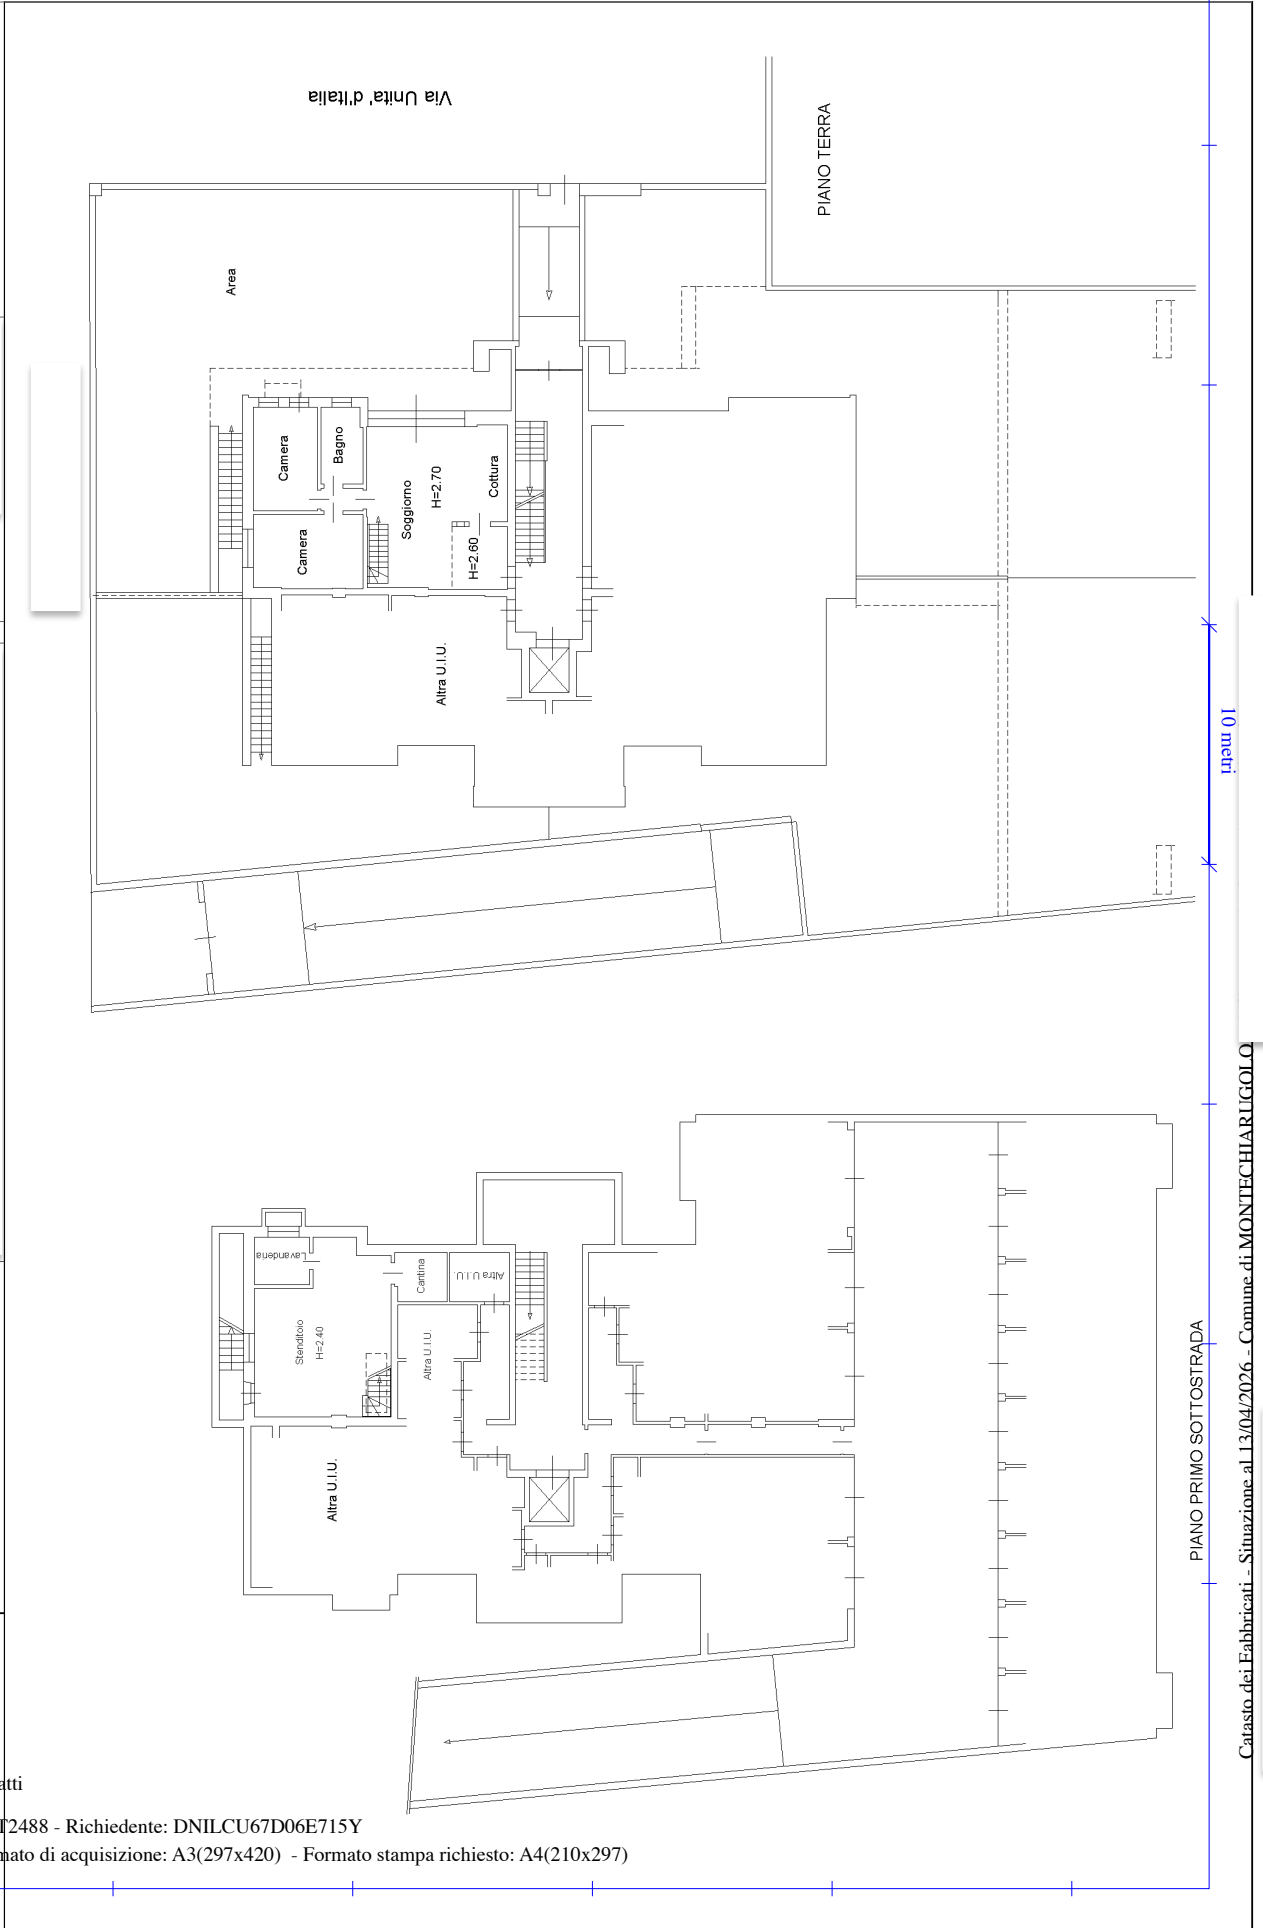 Via Unita' d'Italia
PIANO TERRA
Area
Camera
Bagno
Camera
Soggiorno
H=2.70
Cottura
H=2.60
Altra U.I.U.
10 metri
Lavanderia
Cantina
Altra U.I.U.
Stenditoio
H=2.40
Altra U.I.U.
Altra U.I.U.
PIANO PRIMO SOTTOSTRADA
Catasto dei Fabbricati - Situazione al 13/04/2026 - Comune di MONTECHIARUGOLO
atti
T2488 - Richiedente: DNILCU67D06E715Y
mato di acquisizione: A3(297x420) - Formato stampa richiesto: A4(210x297)